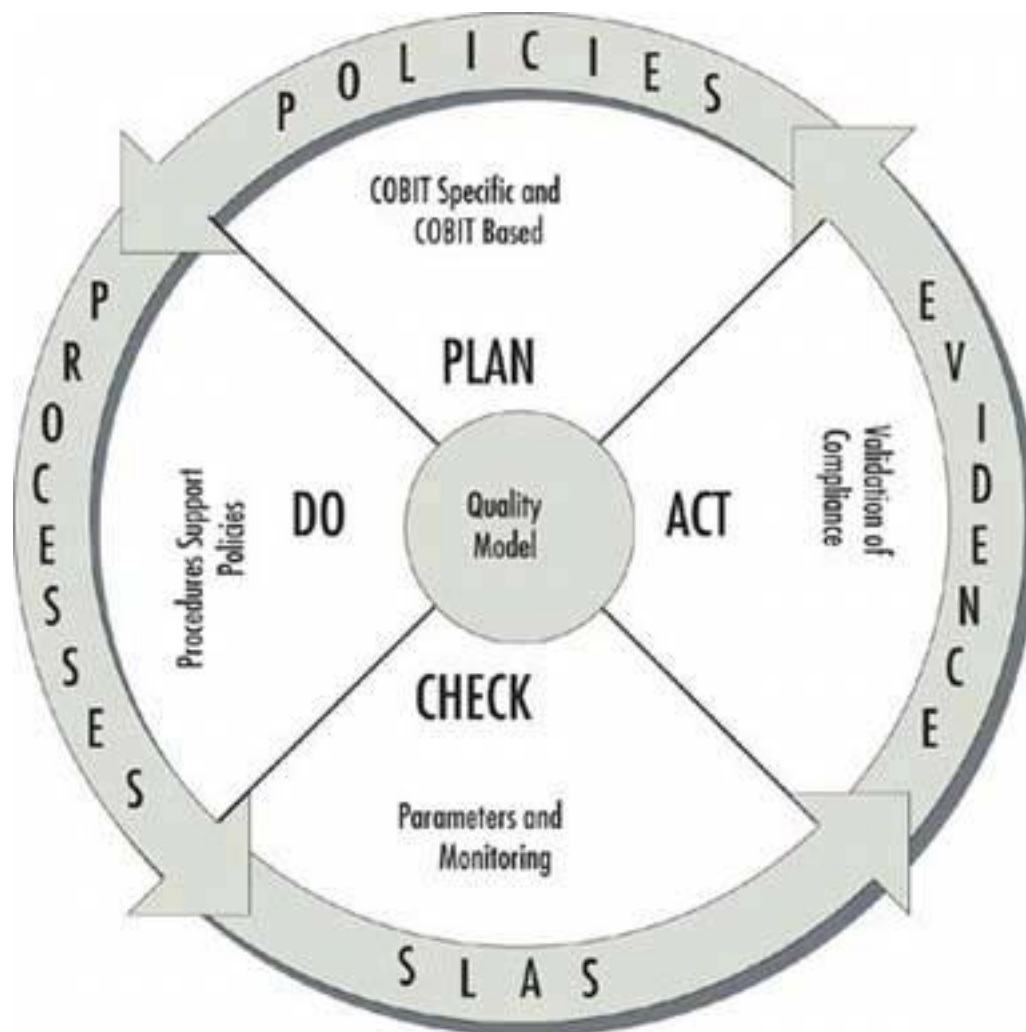 POLICIES
COBIT Specific and
COBIT Based
PLAN
PROCESSES
Procedures Support
Policies
DO
Quality
Model
ACT
Validation of
Compliance
EVIDENCE
CHECK
Parameters and
Monitoring
SLAS